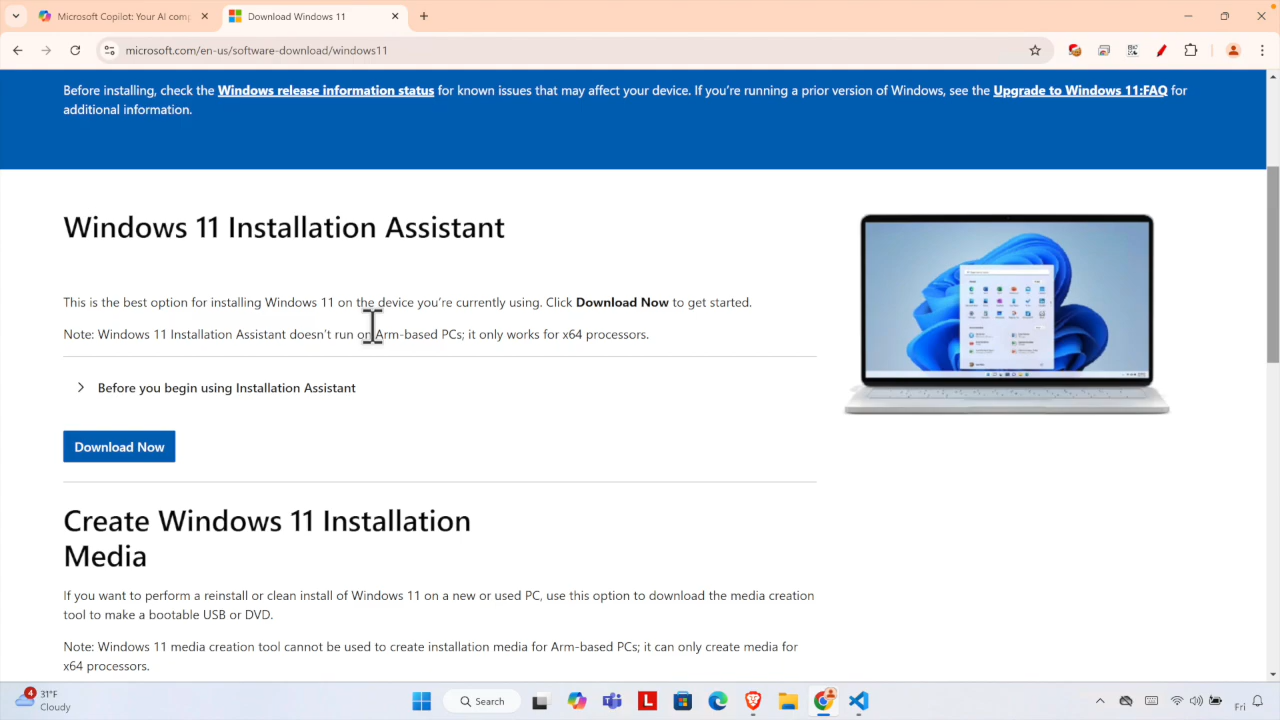 Microsoft Copilot: Your AI comp
Download Windows 11
microsoft.com/en-us/software-download/windows11
Before installing, check the Windows release information status for known issues that may affect your device. If you're running a prior version of Windows, see the Upgrade to Windows 11:FAQ for
additional information.
Windows 11 Installation Assistant
This is the best option for installing Windows 11 on the device you're currently using. Click Download Now to get started.
Note: Windows 11 Installation Assistant doesn't run on Arm-based PCs; it only works for x64 processors.
Before you begin using Installation Assistant
Download Now
Create Windows 11 Installation
Media
If you want to perform a reinstall or clean install of Windows 11 on a new or used PC, use this option to download the media creation
tool to make a bootable USB or DVD.
Note: Windows 11 media creation tool cannot be used to create installation media for Arm-based PCs; it can only create media for
x64 processors.
4
31°F
Cloudy
Search
L
Fri